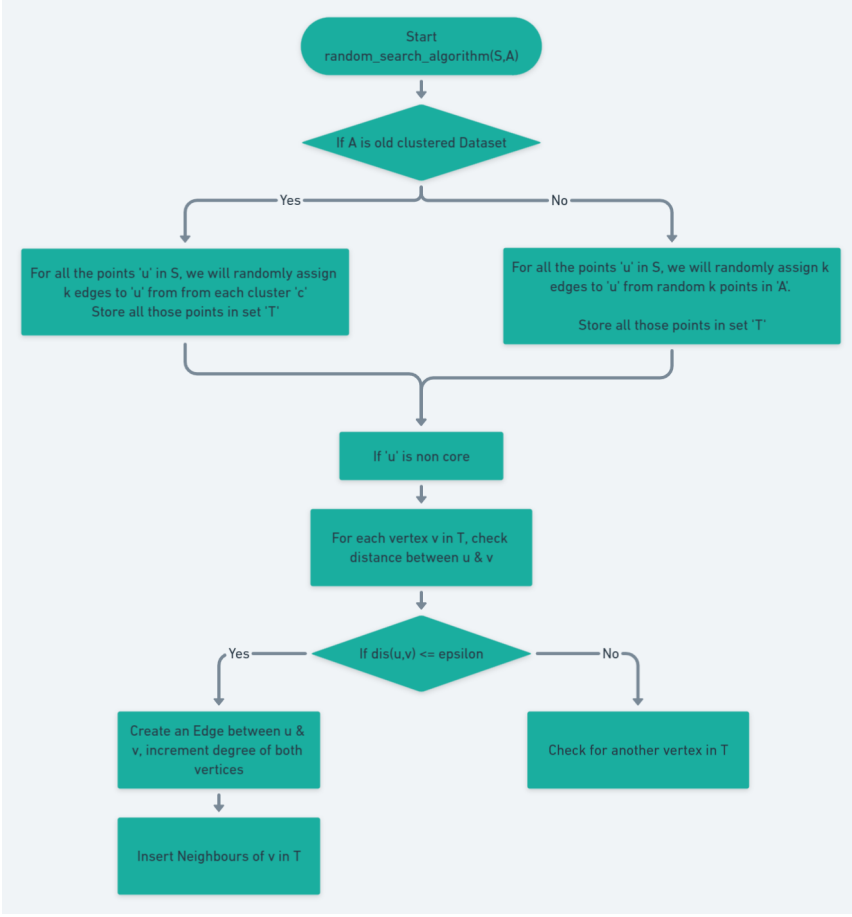 Start
random_search_algorithm(S,A)
If A is old clustered Dataset
Yes
No
For all the points 'u' in S, we will randomly assign
k edges to 'u' from from each cluster 'c'
Store all those points in set 'T'
For all the points 'u' in S, we will randomly assign k
edges to 'u' from random k points in 'A'.
Store all those points in set 'T'
If 'u' is non core
For each vertex v in T, check
distance between u & v
If dis(u,v) <= epsilon
Yes
No
Create an Edge between u &
v, increment degree of both
vertices
Check for another vertex in T
Insert Neighbours of v in T